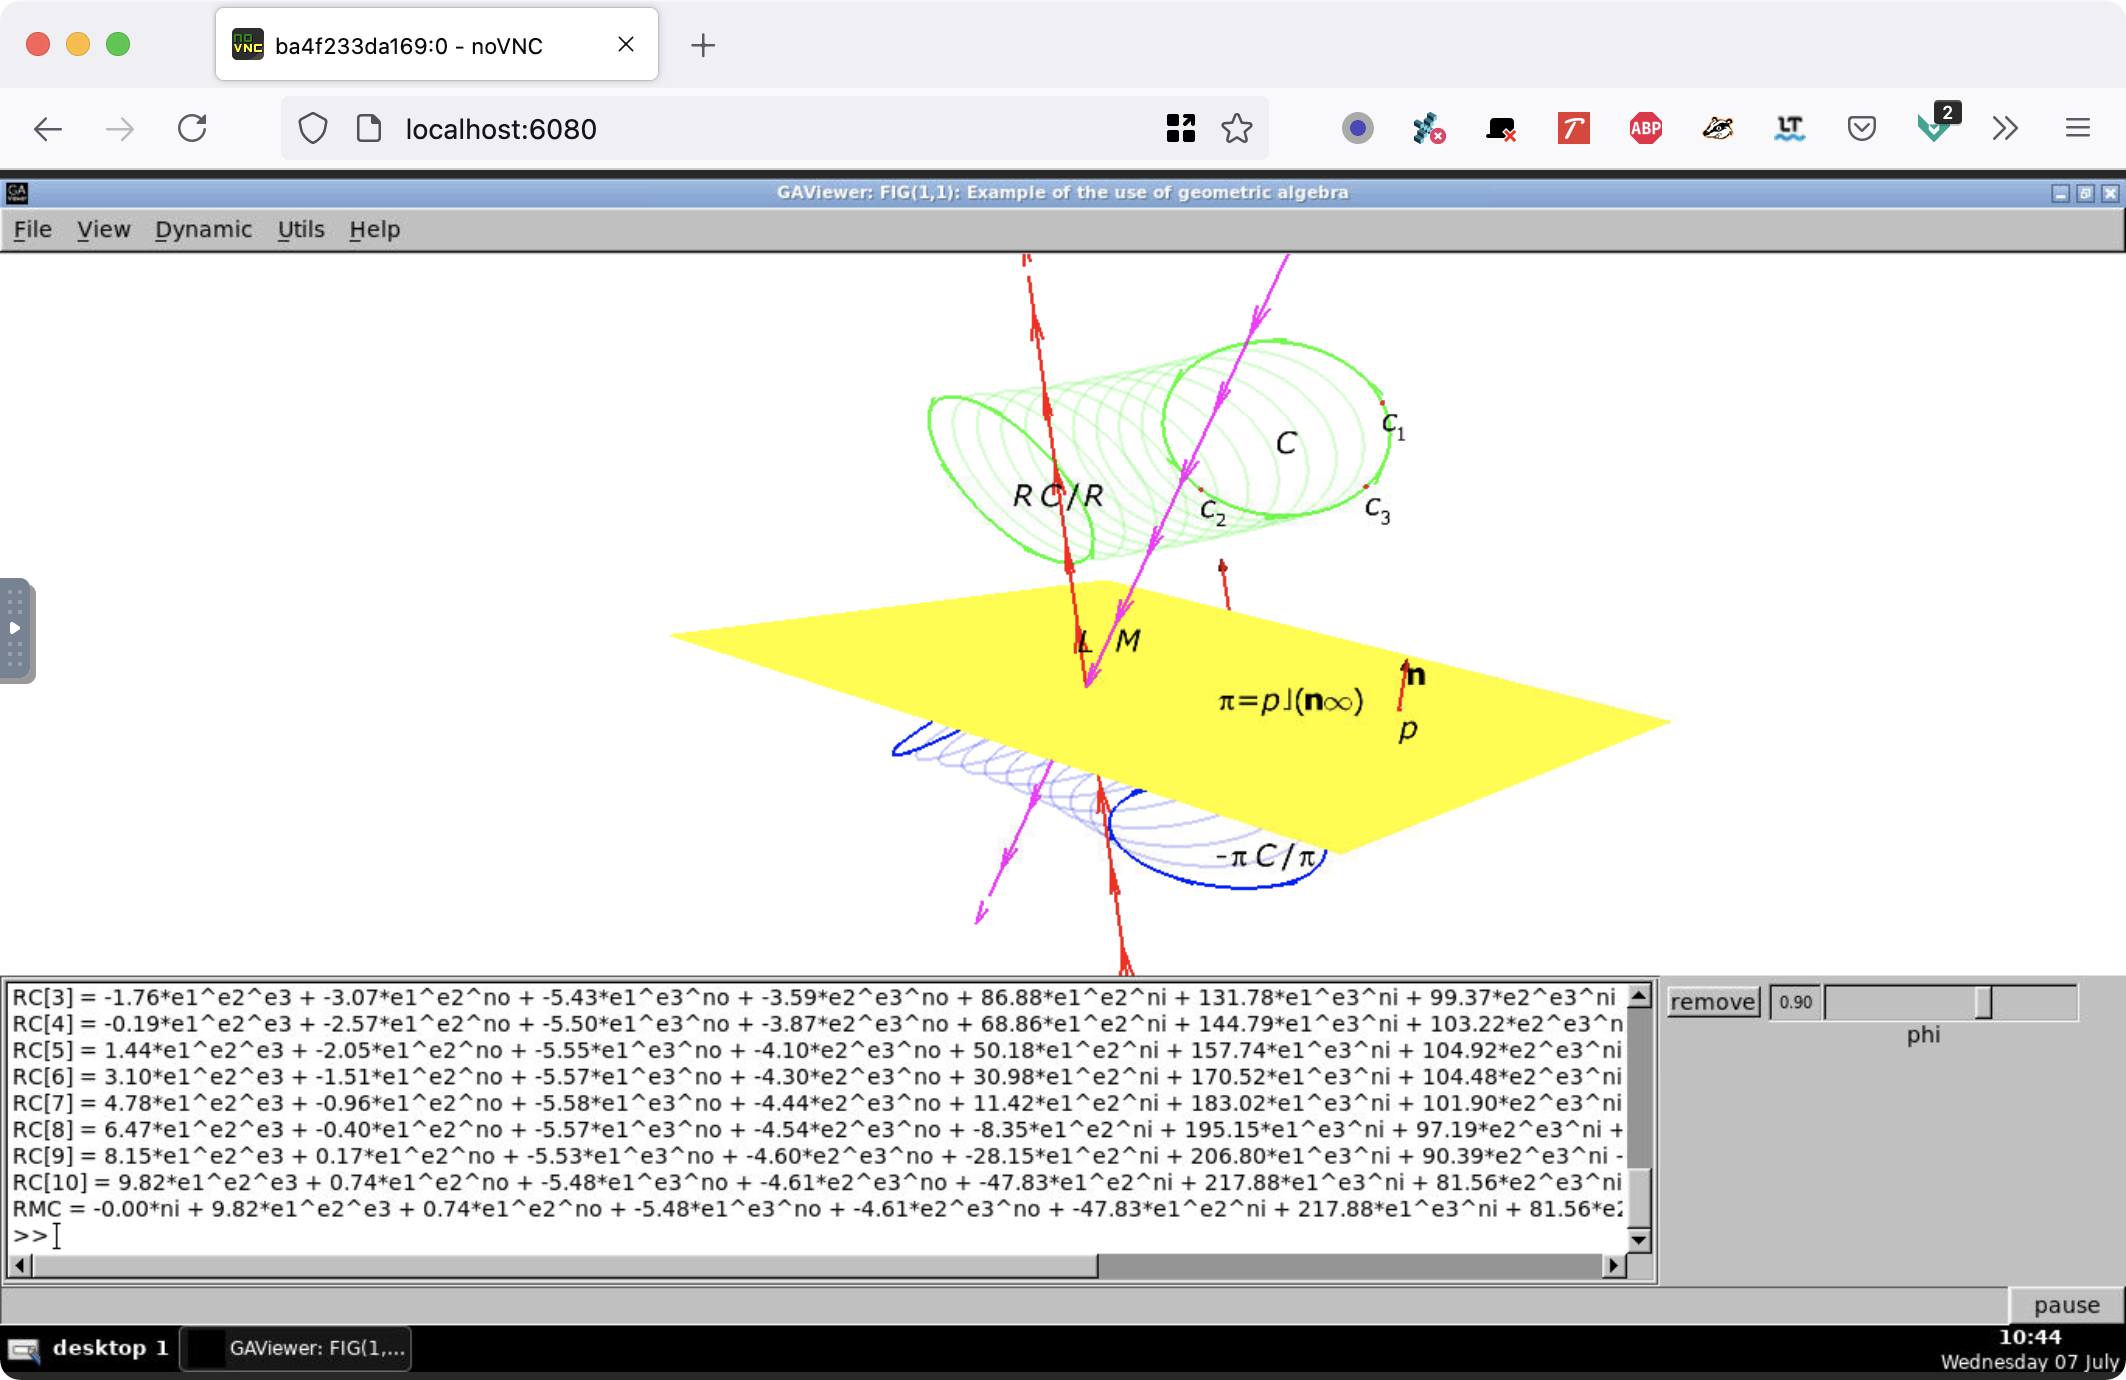 ba4f233da169:0 - noVNC
localhost:6080
ABP
LT
2
GAViewer: FIG(1,1): Example of the use of geometric algebra
File View Dynamic Utils Help
c1
C
R C/R
c2
c3
L M
n
π=p⌋(n∞)
p
-π C/π
RC[3] = -1.76*e1^e2^e3 + -3.07*e1^e2^no + -5.43*e1^e3^no + -3.59*e2^e3^no + 86.88*e1^e2^ni + 131.78*e1^e3^ni + 99.37*e2^e3^ni
RC[4] = -0.19*e1^e2^e3 + -2.57*e1^e2^no + -5.50*e1^e3^no + -3.87*e2^e3^no + 68.86*e1^e2^ni + 144.79*e1^e3^ni + 103.22*e2^e3^n
RC[5] = 1.44*e1^e2^e3 + -2.05*e1^e2^no + -5.55*e1^e3^no + -4.10*e2^e3^no + 50.18*e1^e2^ni + 157.74*e1^e3^ni + 104.92*e2^e3^ni
RC[6] = 3.10*e1^e2^e3 + -1.51*e1^e2^no + -5.57*e1^e3^no + -4.30*e2^e3^no + 30.98*e1^e2^ni + 170.52*e1^e3^ni + 104.48*e2^e3^ni
RC[7] = 4.78*e1^e2^e3 + -0.96*e1^e2^no + -5.58*e1^e3^no + -4.44*e2^e3^no + 11.42*e1^e2^ni + 183.02*e1^e3^ni + 101.90*e2^e3^ni
RC[8] = 6.47*e1^e2^e3 + -0.40*e1^e2^no + -5.57*e1^e3^no + -4.54*e2^e3^no + -8.35*e1^e2^ni + 195.15*e1^e3^ni + 97.19*e2^e3^ni +
RC[9] = 8.15*e1^e2^e3 + 0.17*e1^e2^no + -5.53*e1^e3^no + -4.60*e2^e3^no + -28.15*e1^e2^ni + 206.80*e1^e3^ni + 90.39*e2^e3^ni -
RC[10] = 9.82*e1^e2^e3 + 0.74*e1^e2^no + -5.48*e1^e3^no + -4.61*e2^e3^no + -47.83*e1^e2^ni + 217.88*e1^e3^ni + 81.56*e2^e3^ni
RMC = -0.00*ni + 9.82*e1^e2^e3 + 0.74*e1^e2^no + -5.48*e1^e3^no + -4.61*e2^e3^no + -47.83*e1^e2^ni + 217.88*e1^e3^ni + 81.56*e2
>>
remove 0.90
phi
pause
desktop 1 GAViewer: FIG(1,...
10:44
Wednesday 07 July